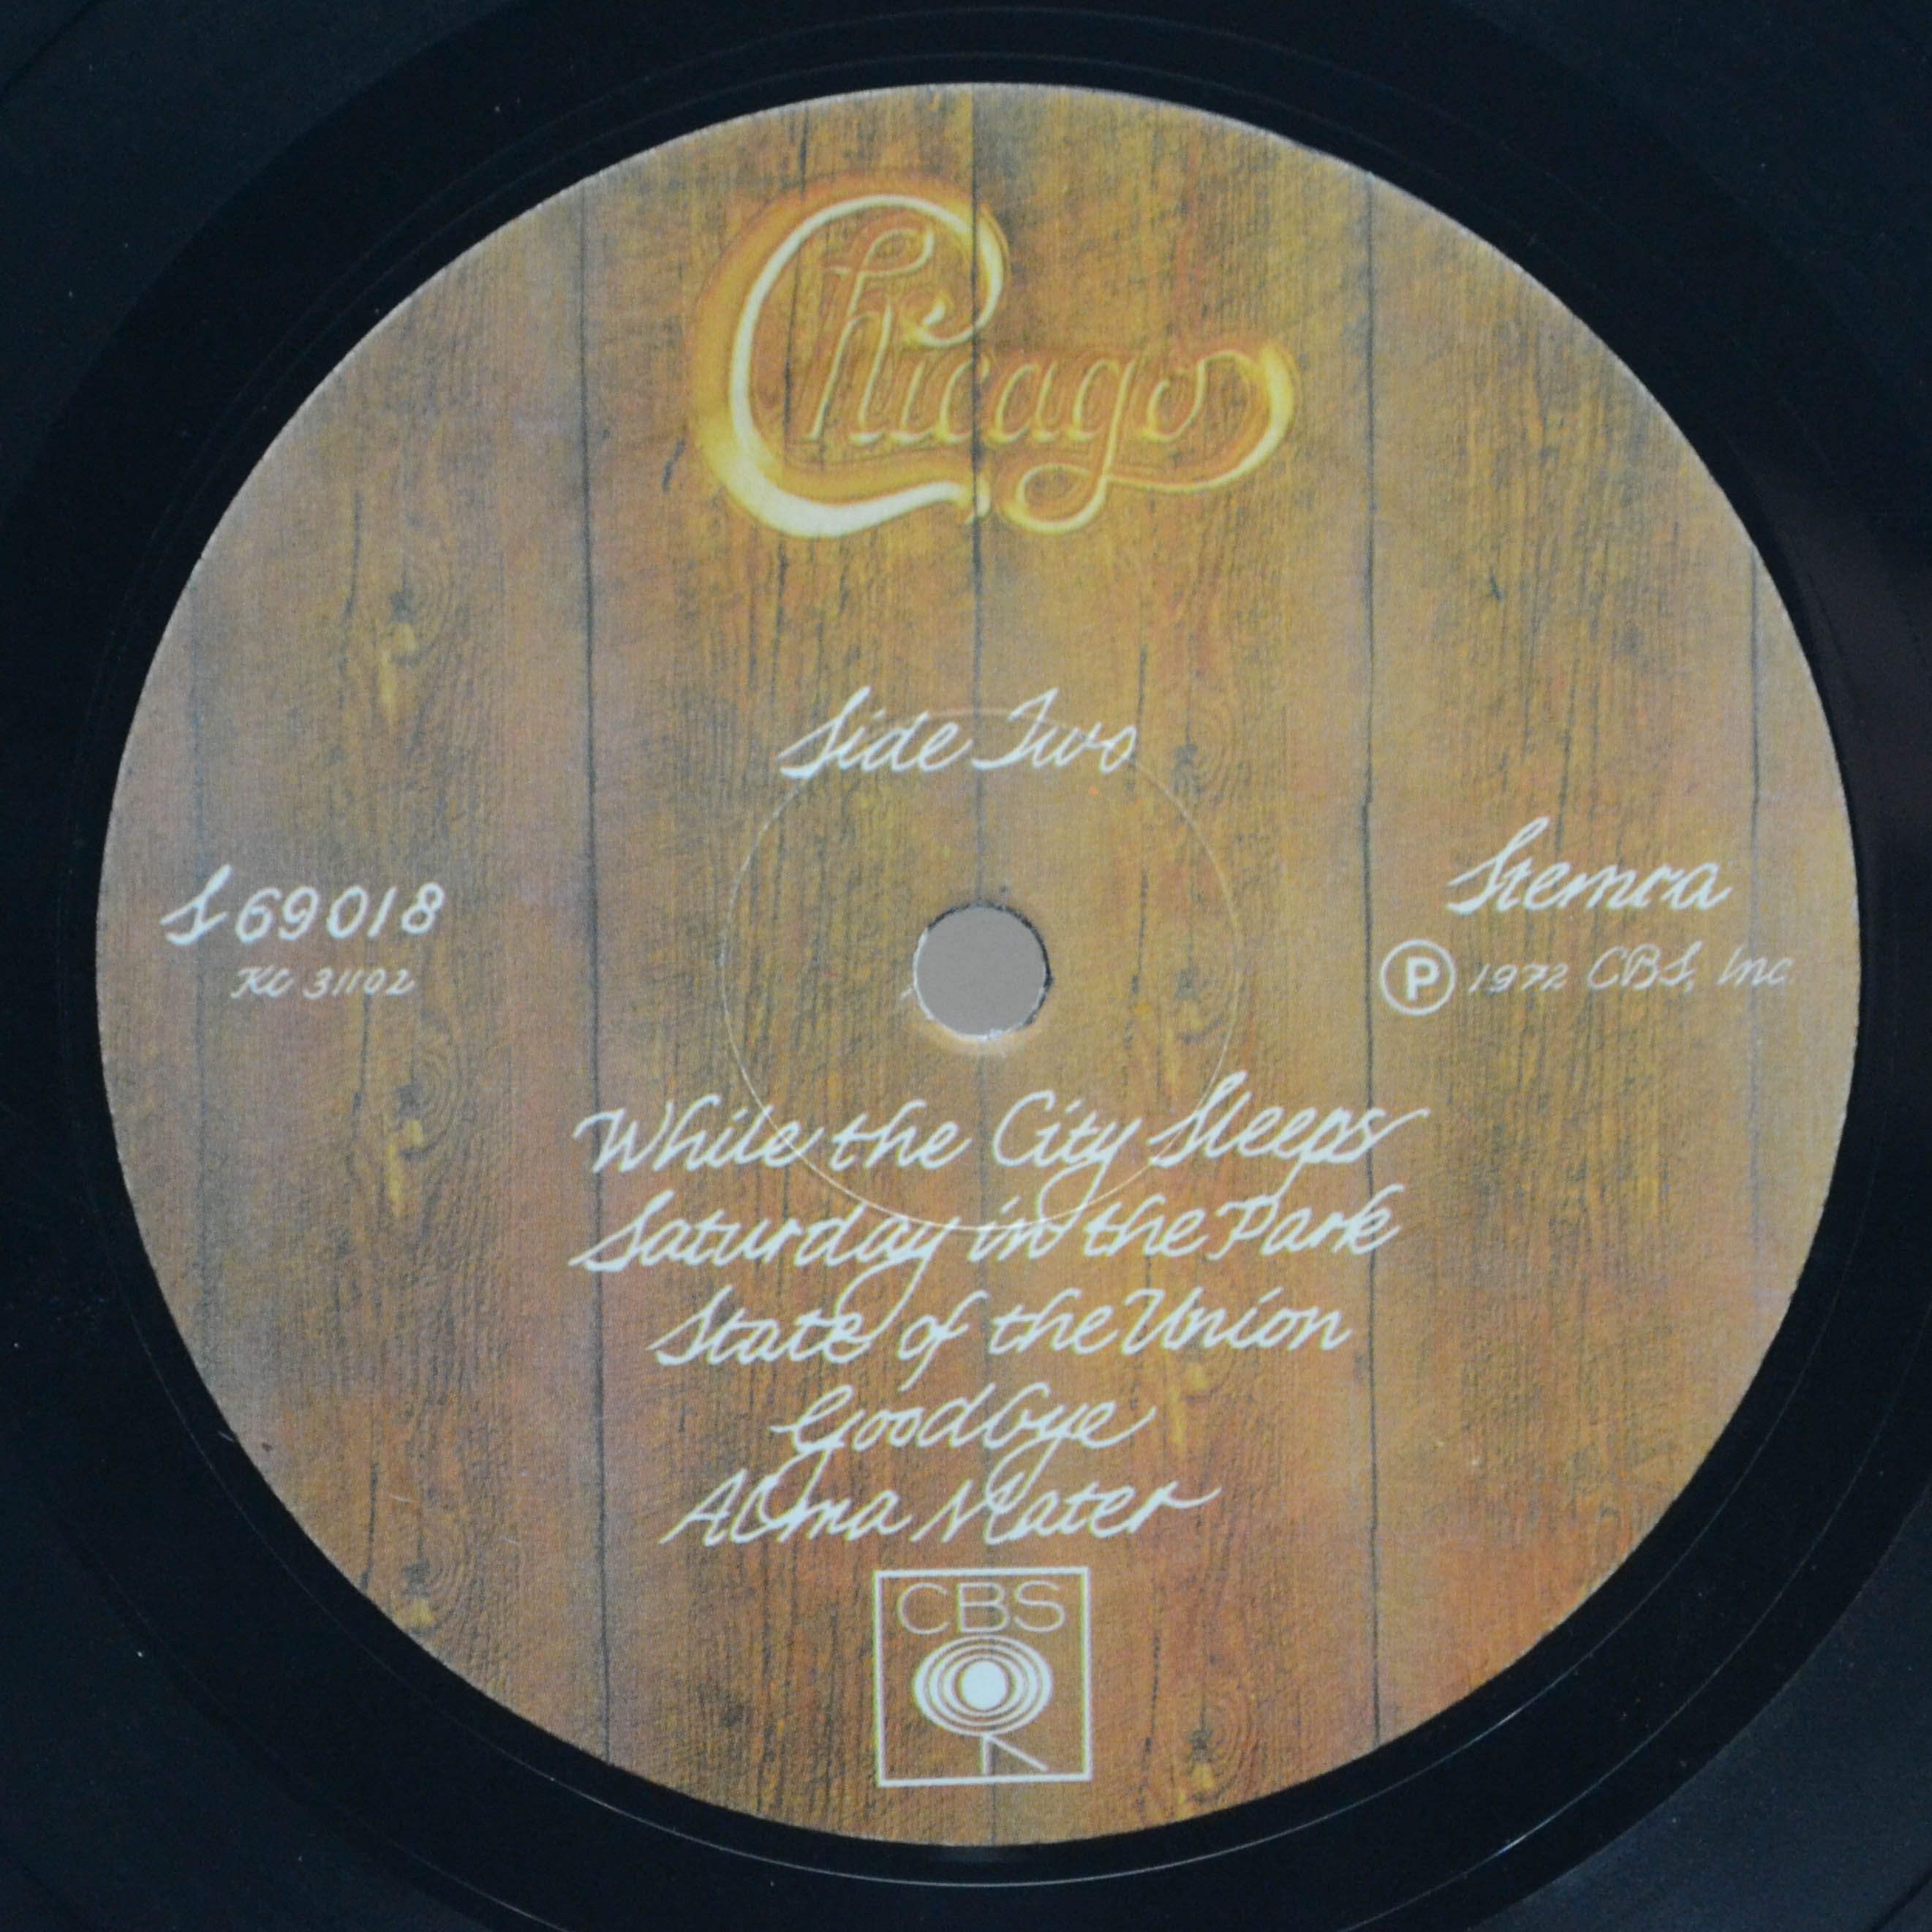 Chicago
Side Two
S 69018
KC 31102
Stemra
Ⓟ 1972 CBS, Inc.
While the City Sleeps
Saturday in the Park
State of the Union
Goodbye
Alma Mater
CBS